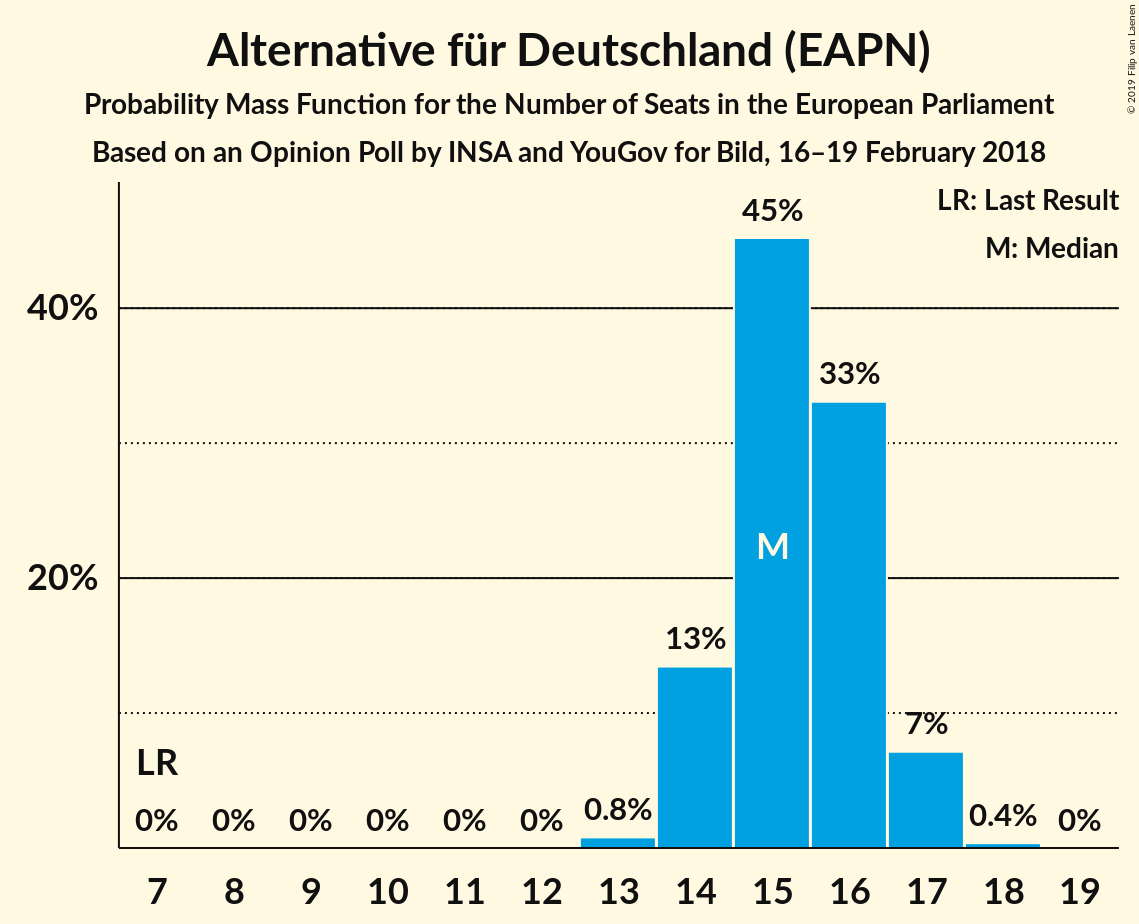 Alternative für Deutschland (EAPN)
Probability Mass Function for the Number of Seats in the European Parliament
Based on an Opinion Poll by INSA and YouGov for Bild, 16–19 February 2018
© 2019 Filip van Laenen
LR: Last Result
M: Median
45%
40%
33%
M
20%
13%
7%
LR
0% 0% 0% 0% 0% 0% 0.8% 0.4% 0%
7 8 9 10 11 12 13 14 15 16 17 18 19